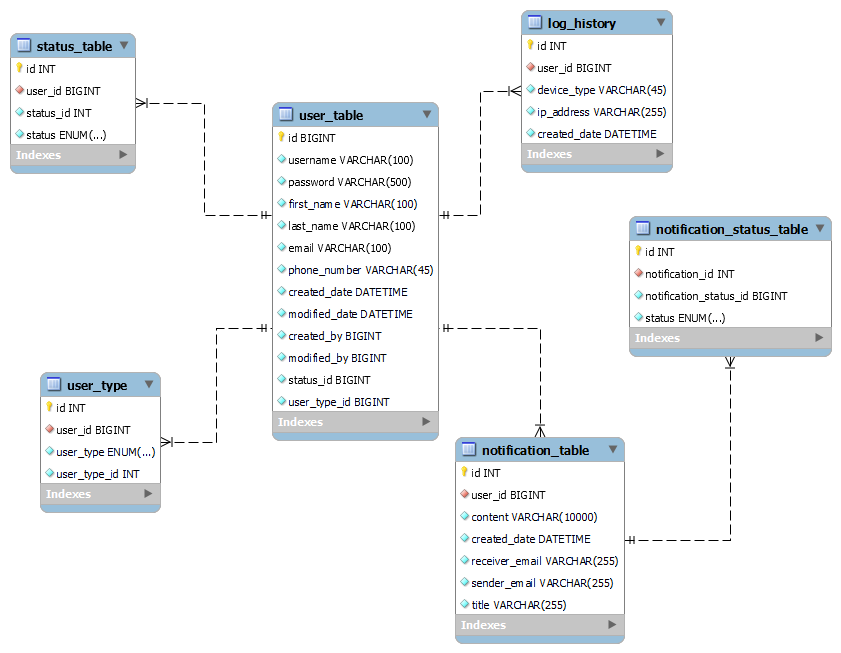 status_table
id INT
user_id BIGINT
status_id INT
status ENUM(...)
Indexes
user_table
id BIGINT
username VARCHAR(100)
password VARCHAR(500)
first_name VARCHAR(100)
last_name VARCHAR(100)
email VARCHAR(100)
phone_number VARCHAR(45)
created_date DATETIME
modified_date DATETIME
created_by BIGINT
modified_by BIGINT
status_id BIGINT
user_type_id BIGINT
Indexes
log_history
id INT
user_id BIGINT
device_type VARCHAR(45)
ip_address VARCHAR(255)
created_date DATETIME
Indexes
notification_status_table
id INT
notification_id INT
notification_status_id BIGINT
status ENUM(...)
Indexes
user_type
id INT
user_id BIGINT
user_type ENUM(...)
user_type_id INT
Indexes
notification_table
id INT
user_id BIGINT
content VARCHAR(10000)
created_date DATETIME
receiver_email VARCHAR(255)
sender_email VARCHAR(255)
title VARCHAR(255)
Indexes